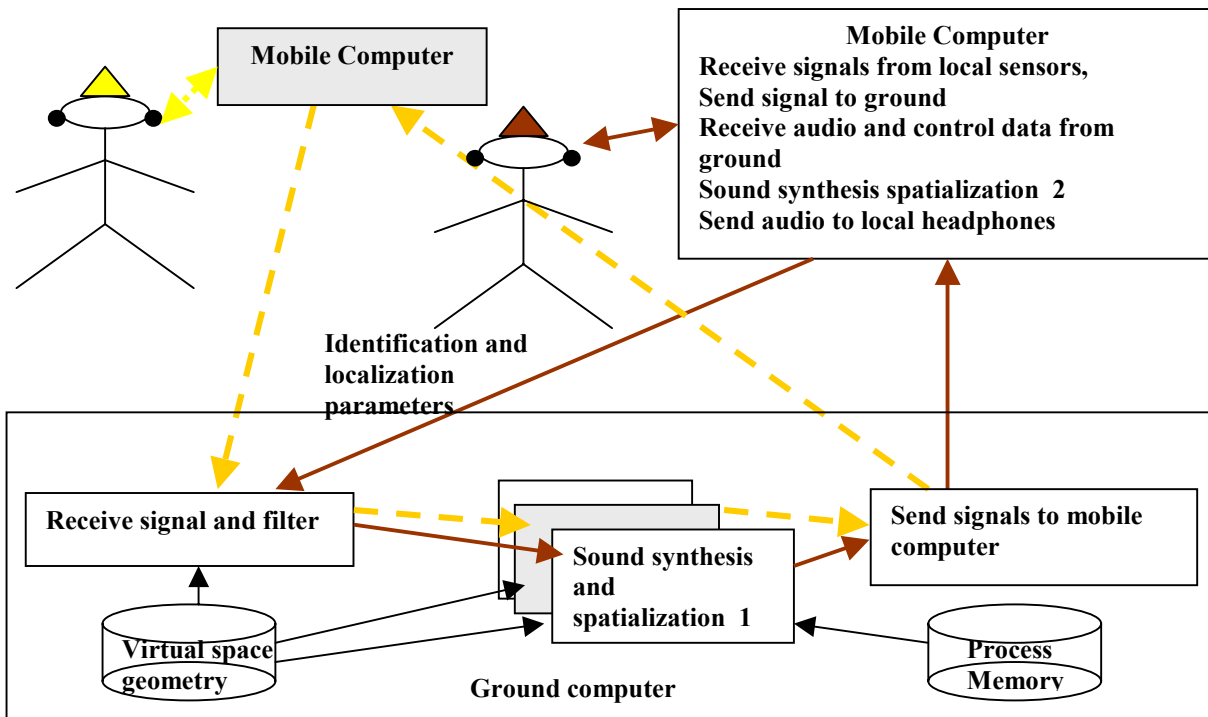 Mobile Computer
Mobile Computer
Receive signals from local sensors,
Send signal to ground
Receive audio and control data from
ground
Sound synthesis spatialization 2
Send audio to local headphones
Identification and
localization
parameters
Receive signal and filter
Sound synthesis
and
spatialization 1
Send signals to mobile
computer
Virtual space
geometry
Process
Memory
Ground computer